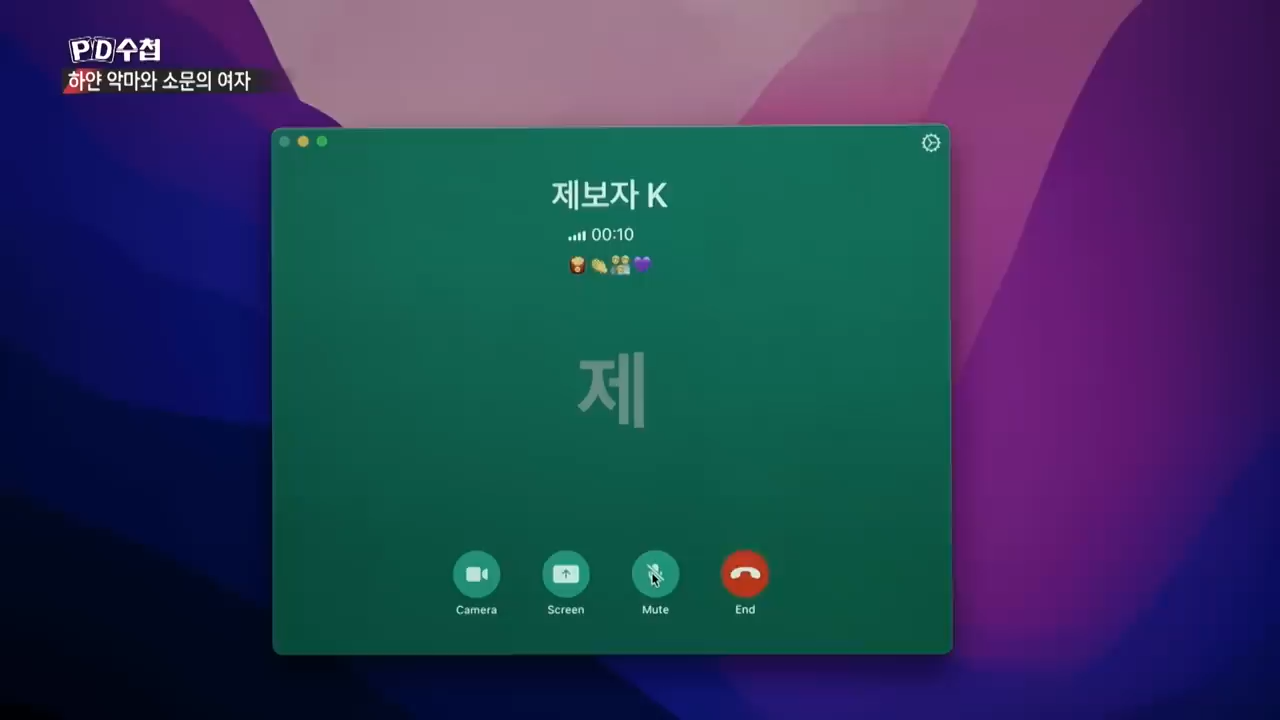 PD수첩
하얀 악마와 소문의 여자
제보자 K
00:10
제
Camera
Screen
Mute
End